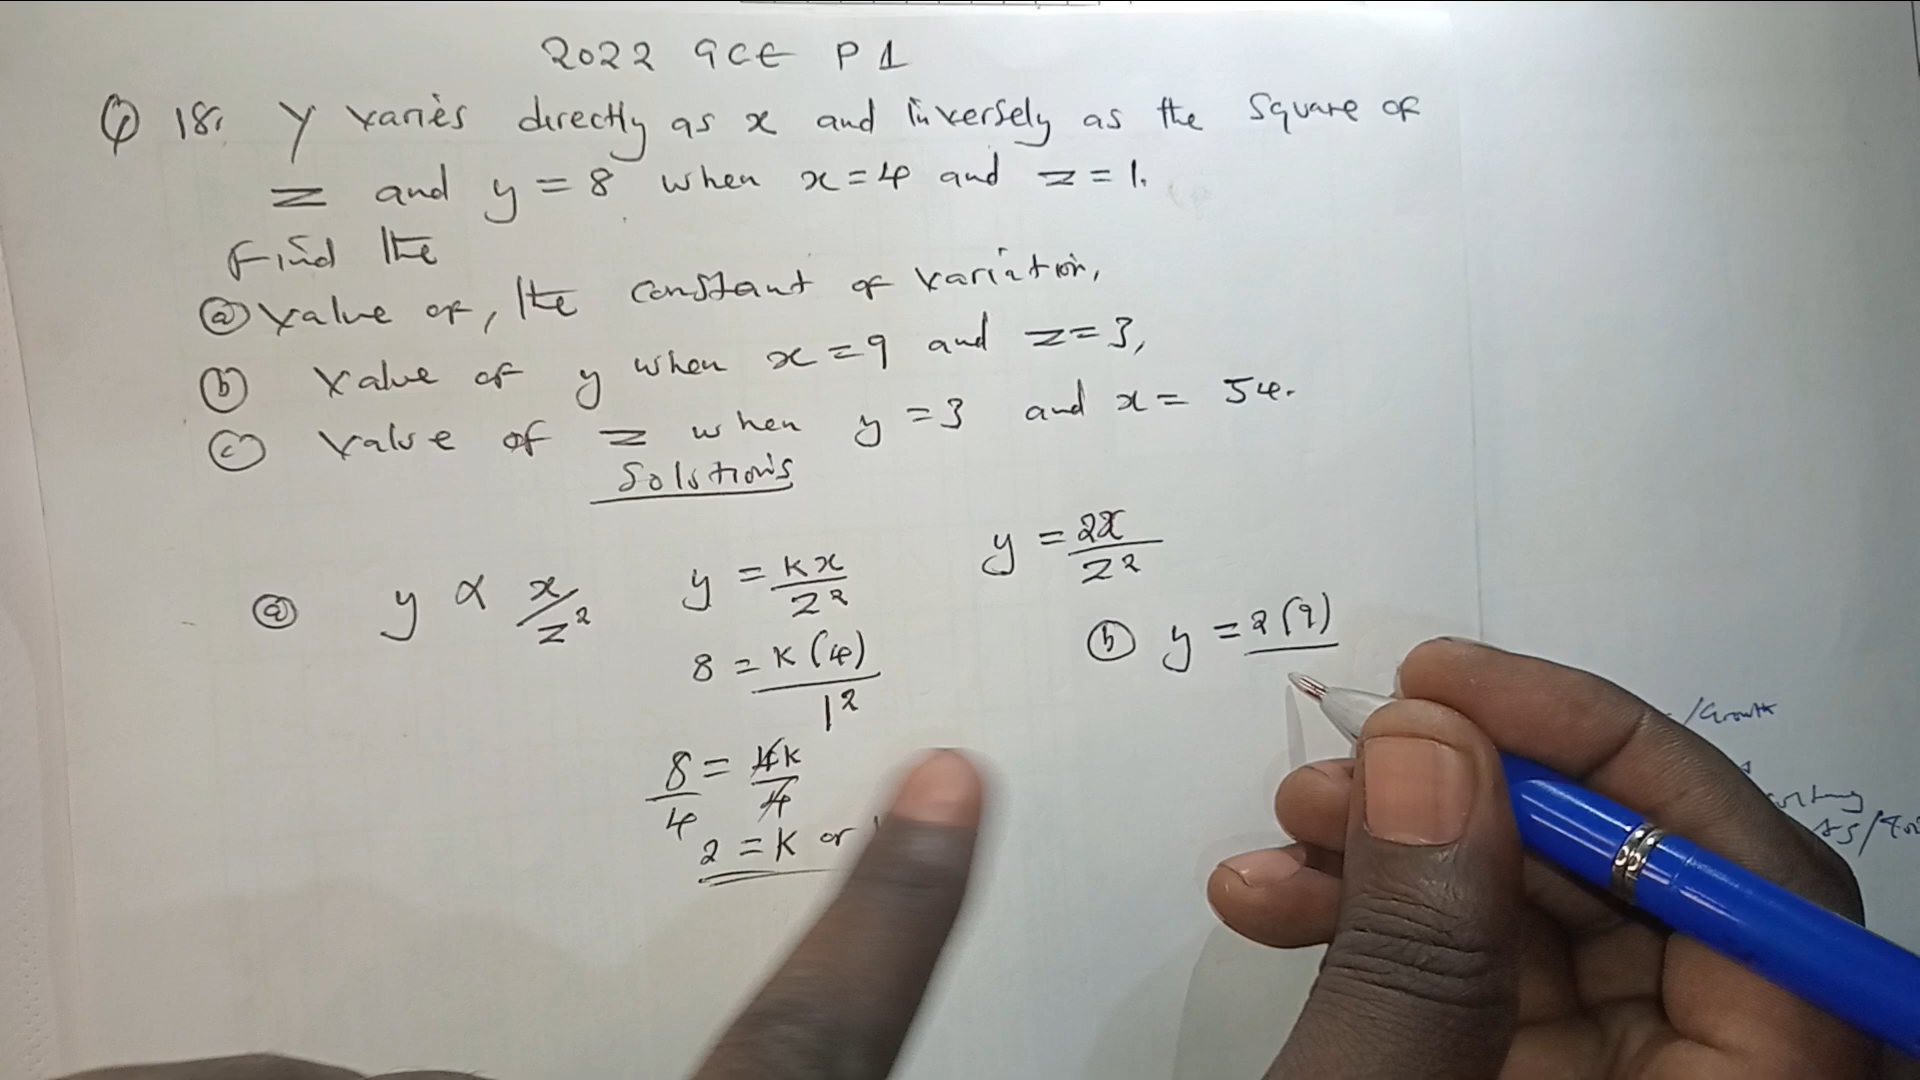 2022 GCE P1
Q 18. Y varies directly as x and inversely as the square of
z and y = 8 when x = 4 and z = 1.
Find the
(a) Value of, the constant of variation,
(b) Value of y when x = 9 and z = 3,
(c) Value of z when y = 3 and x = 54.
Solutions
(a) y ∝ x/z²
y = kx/z²
8 = k(4)/1²
8/4 = 4k/4
2 = k or
y = 2x/z²
(b) y = 2(9)
/Growth